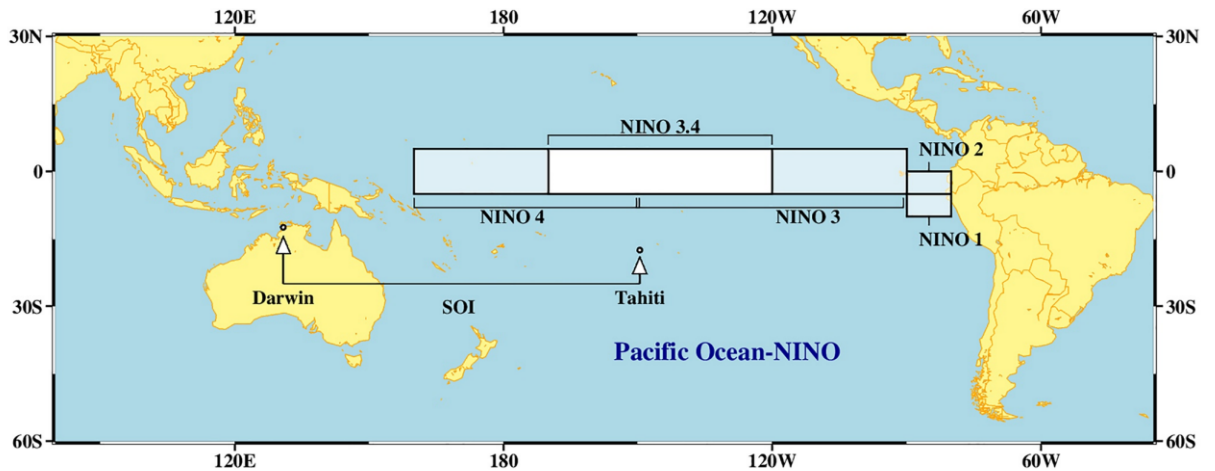 120E 180 120W 60W
30N 30N
NINO 3.4
NINO 2
0 0
NINO 4 NINO 3
NINO 1
Darwin Tahiti
SOI
30S 30S
Pacific Ocean-NINO
60S 60S
120E 180 120W 60W